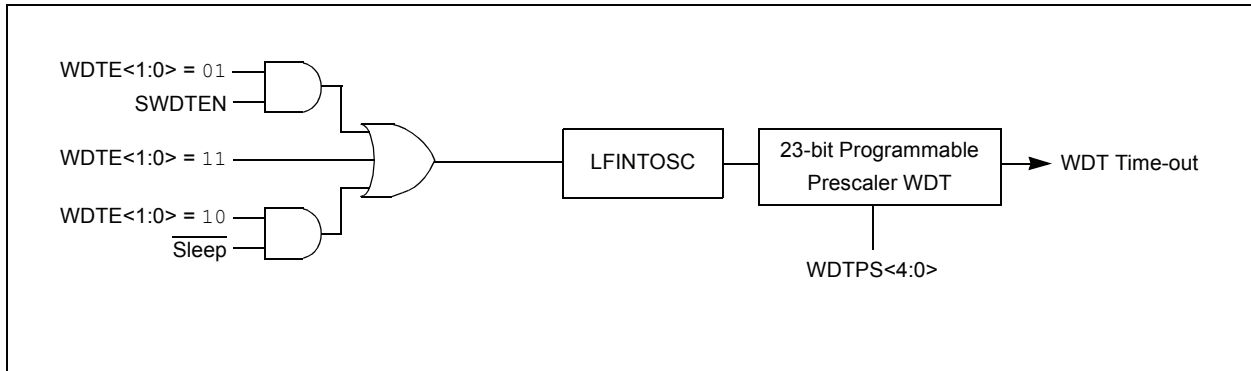 WDTE<1:0> = 01
SWDTEN
WDTE<1:0> = 11
WDTE<1:0> = 10
Sleep
LFINTOSC
23-bit Programmable
Prescaler WDT
WDT Time-out
WDTPS<4:0>